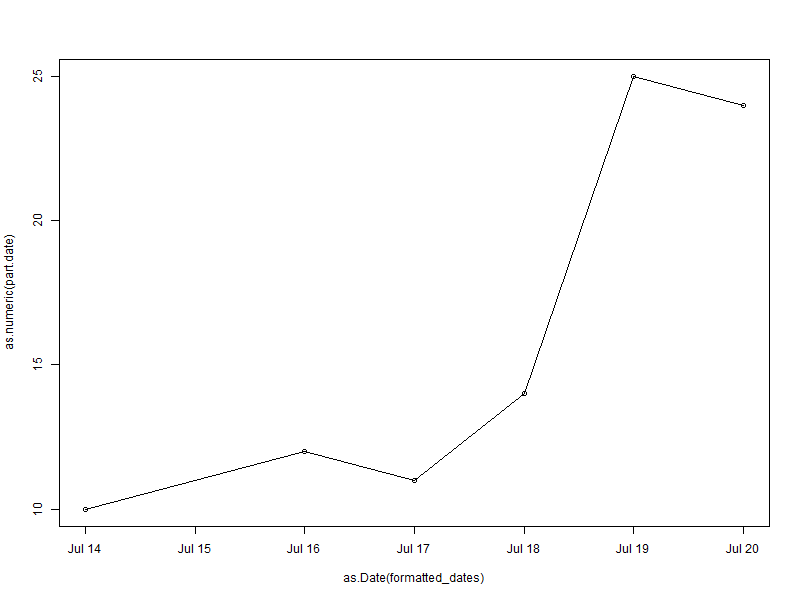 25
20
15
10
as.numeric(part.date)
Jul 14 Jul 15 Jul 16 Jul 17 Jul 18 Jul 19 Jul 20
as.Date(formatted_dates)